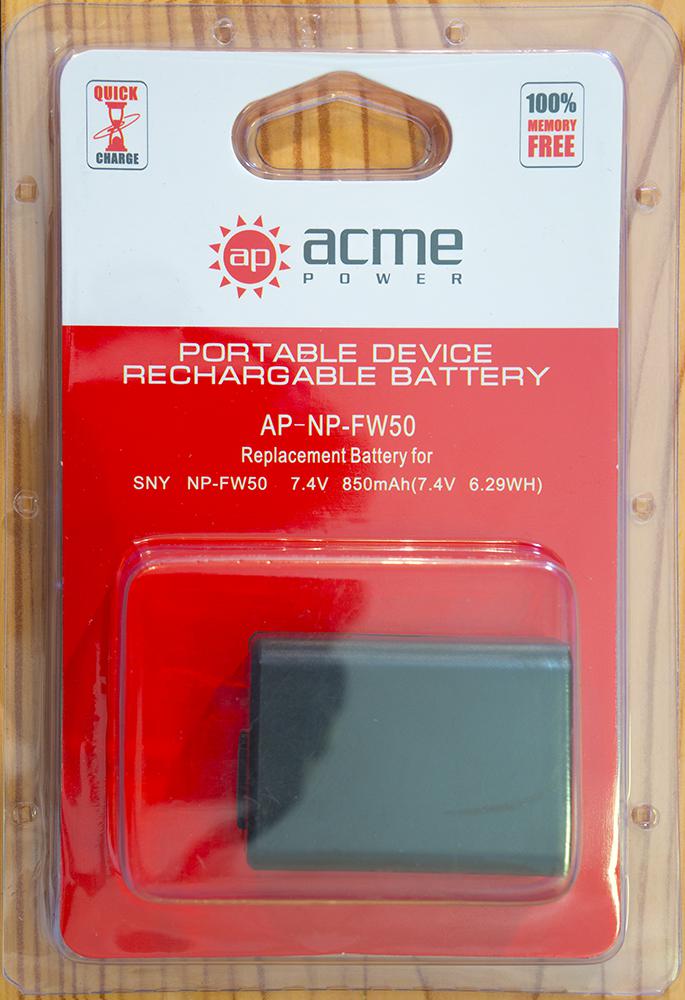 QUICK
CHARGE
100%
MEMORY
FREE
ap
acme
POWER
PORTABLE DEVICE
RECHARGABLE BATTERY
AP-NP-FW50
Replacement Battery for
SNY NP-FW50 7.4V 850mAh(7.4V 6.29WH)